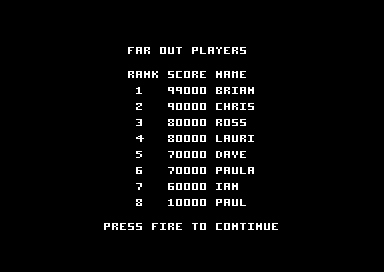 FAR OUT PLAYERS
RANK SCORE NAME
1 99000 BRIAN
2 90000 CHRIS
3 80000 ROSS
4 80000 LAURI
5 70000 DAVE
6 70000 PAULA
7 60000 IAN
8 10000 PAUL
PRESS FIRE TO CONTINUE